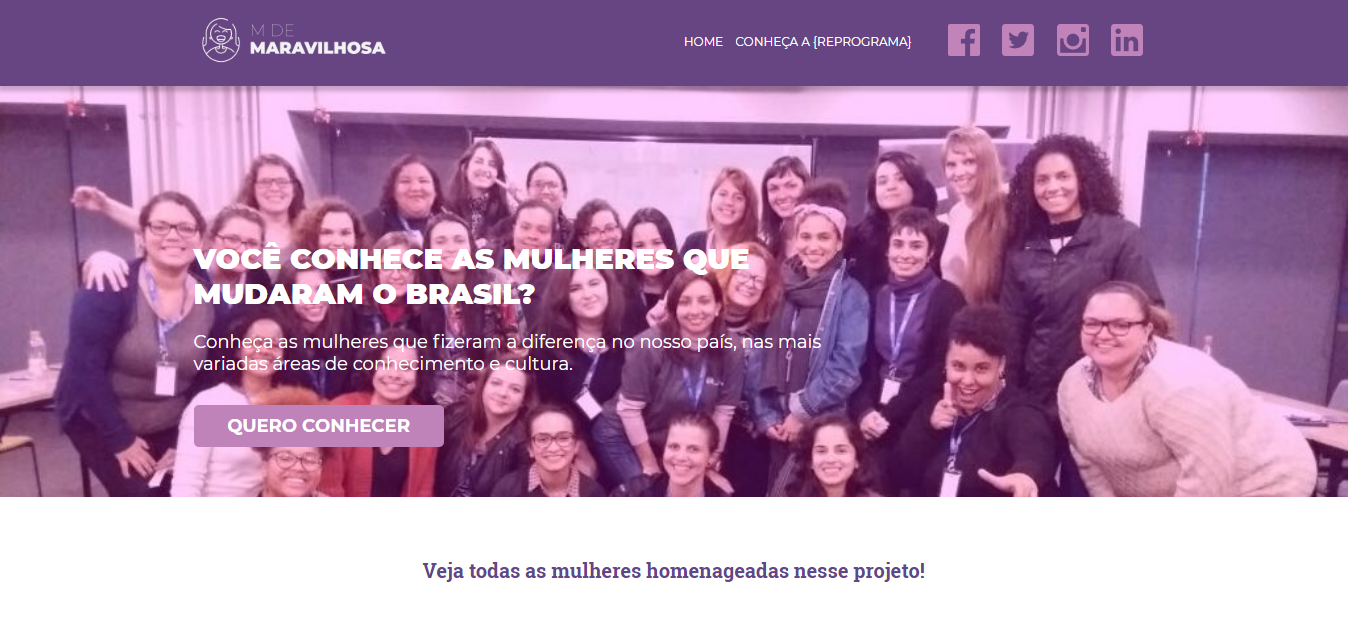 M DE
MARAVILHOSA
HOME CONHEÇA A {REPROGRAMA}
VOCÊ CONHECE AS MULHERES QUE
MUDARAM O BRASIL?
Conheça as mulheres que fizeram a diferença no nosso país, nas mais
variadas áreas de conhecimento e cultura.
QUERO CONHECER
Veja todas as mulheres homenageadas nesse projeto!